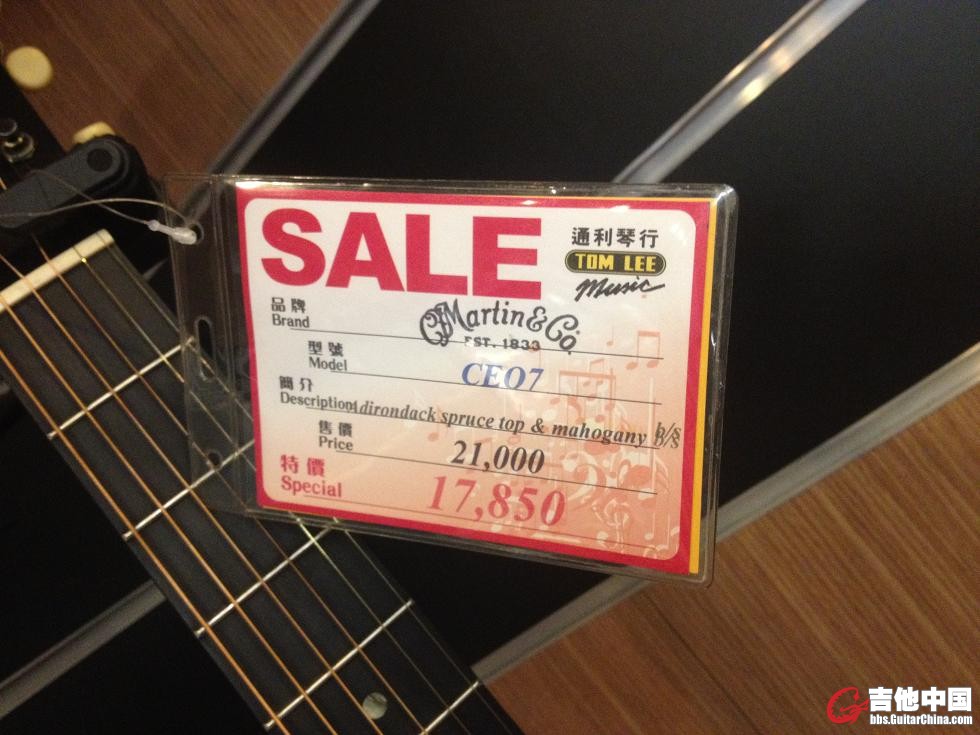 SALE
通利琴行
TOM LEE
Music
品牌
Brand
C.F. Martin & Co.
EST. 1833
型號
Model
CEO7
簡介
Description
Adirondack spruce top & mahogany b/s
售價
Price
21,000
特價
Special
17,850
吉他中国
bbs.GuitarChina.com